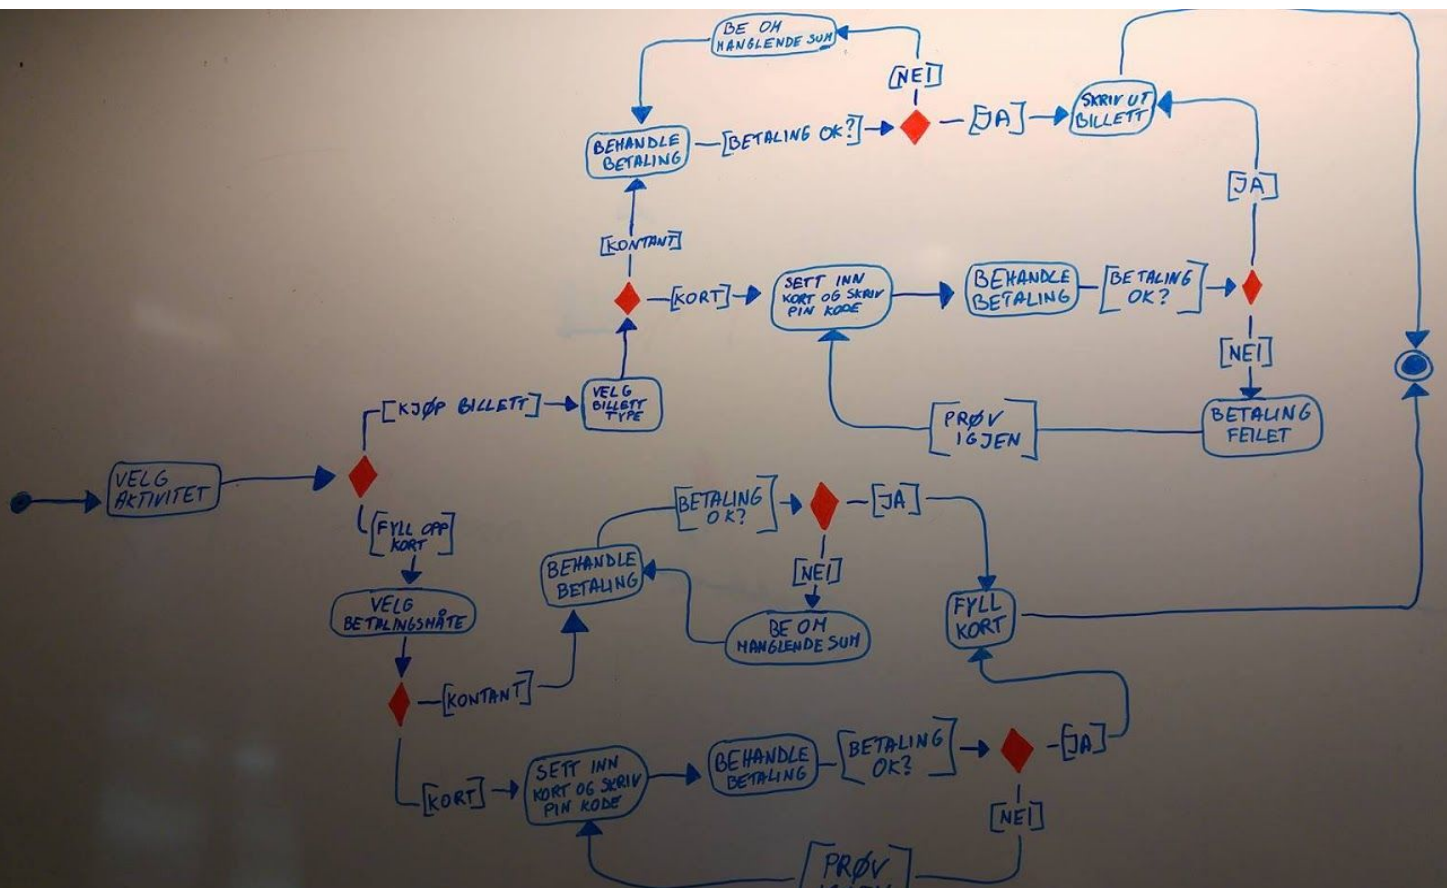 BE OM
MANGLENDE SUM
[NEI]
BEHANDLE
BETALING
[BETALING OK?]
[JA]
SKRIV UT
BILLETT
[JA]
[KONTANT]
[KORT]
SETT INN
KORT OG SKRIV
PIN KODE
BEHANDLE
BETALING
[BETALING
OK?]
[NEI]
BETALING
FEILET
[PRØV
IGJEN]
VELG
BILLETT
TYPE
[KJØP BILLETT]
VELG
AKTIVITET
[FYLL OPP
KORT]
VELG
BETALINGSMÅTE
[KONTANT]
BEHANDLE
BETALING
[BETALING
OK?]
[JA]
[NEI]
BE OM
MANGLENDE SUM
FYLL
KORT
[KORT]
SETT INN
KORT OG SKRIV
PIN KODE
BEHANDLE
BETALING
[BETALING
OK?]
[JA]
[NEI]
[PRØV